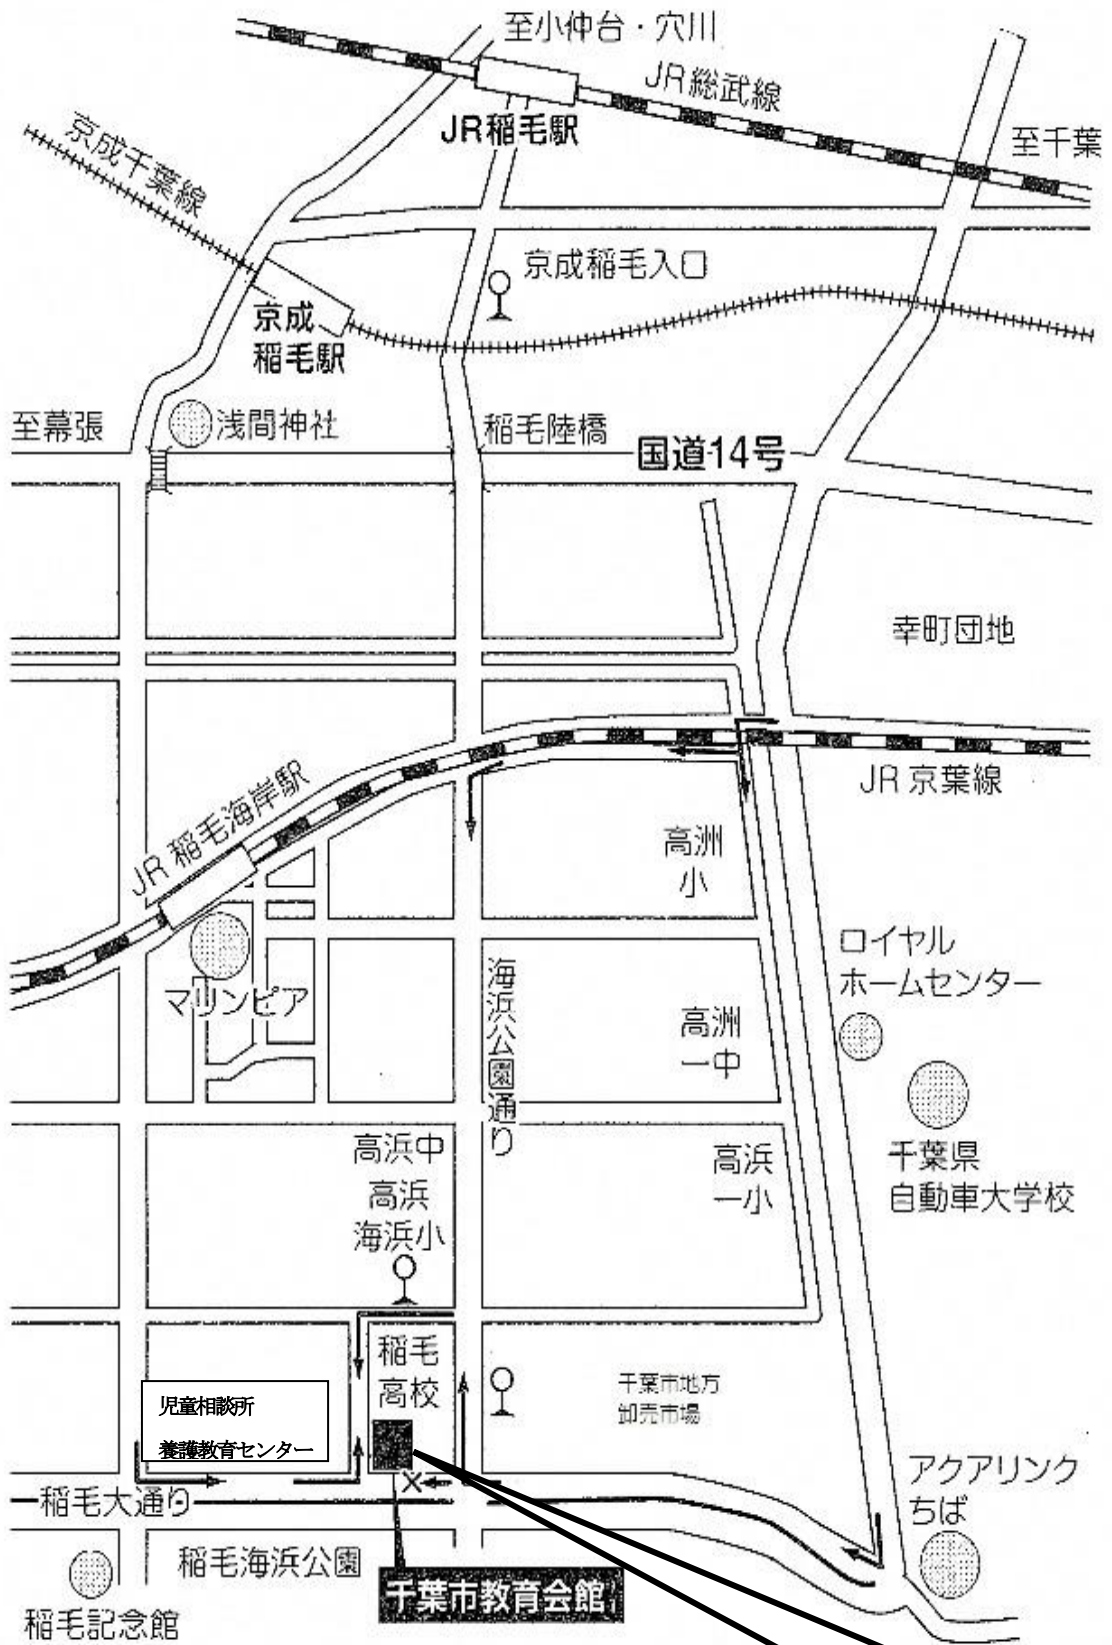 至小仲台・穴川
JR総武線
JR稲毛駅
京成千葉線
至千葉
京成稲毛入口
京成
稲毛駅
至幕張
浅間神社
稲毛陸橋
国道14号
幸町団地
JR京葉線
JR稲毛海岸駅
高洲
小
ロイヤル
ホームセンター
マリンピア
海浜公園通り
高洲
一中
高浜中
高浜
海浜小
高浜
一小
千葉県
自動車大学校
稲毛
高校
千葉市地方
卸売市場
児童相談所
養護教育センター
アクアリンク
ちば
稲毛大通り
稲毛海浜公園
千葉市教育会館
稲毛記念館